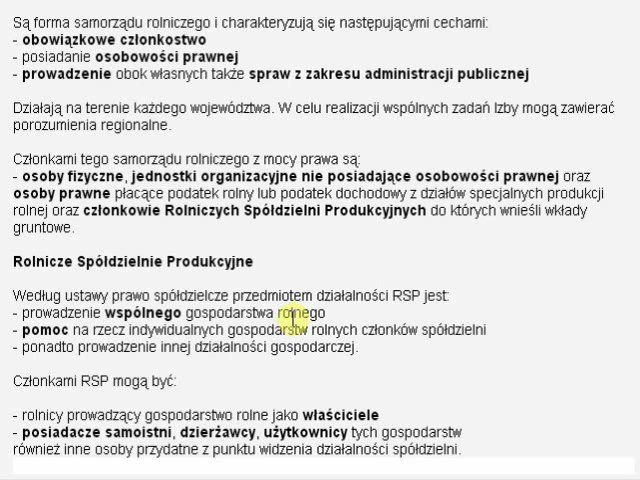 Są forma samorządu rolniczego i charakteryzują się następującymi cechami:
- obowiązkowe członkostwo
- posiadanie osobowości prawnej
- prowadzenie obok własnych także spraw z zakresu administracji publicznej
Działają na terenie każdego województwa. W celu realizacji wspólnych zadań Izby mogą zawierać
porozumienia regionalne.
Członkami tego samorządu rolniczego z mocy prawa są:
- osoby fizyczne, jednostki organizacyjne nie posiadające osobowości prawnej oraz
osoby prawne płacące podatek rolny lub podatek dochodowy z działów specjalnych produkcji
rolnej oraz członkowie Rolniczych Spółdzielni Produkcyjnych do których wnieśli wkłady
gruntowe.
Rolnicze Spółdzielnie Produkcyjne
Według ustawy prawo spółdzielcze przedmiotem działalności RSP jest:
- prowadzenie wspólnego gospodarstwa rolnego
- pomoc na rzecz indywidualnych gospodarstw rolnych członków spółdzielni
- ponadto prowadzenie innej działalności gospodarczej.
Członkami RSP mogą być:
- rolnicy prowadzący gospodarstwo rolne jako właściciele
- posiadacze samoistni, dzierżawcy, użytkownicy tych gospodarstw
również inne osoby przydatne z punktu widzenia działalności spółdzielni.